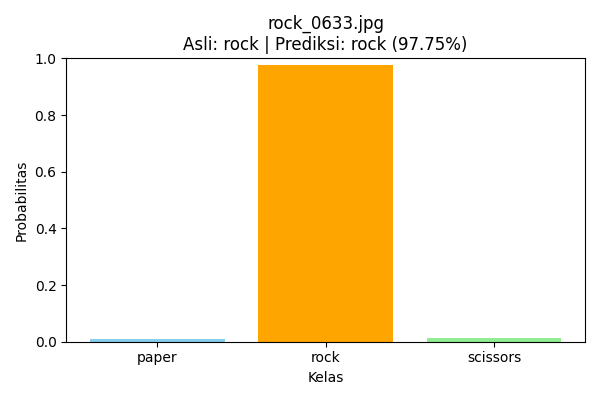 rock_0633.jpg
Asli: rock | Prediksi: rock (97.75%)
1.0
0.8
0.6
0.4
0.2
0.0
Probabilitas
paper rock scissors
Kelas